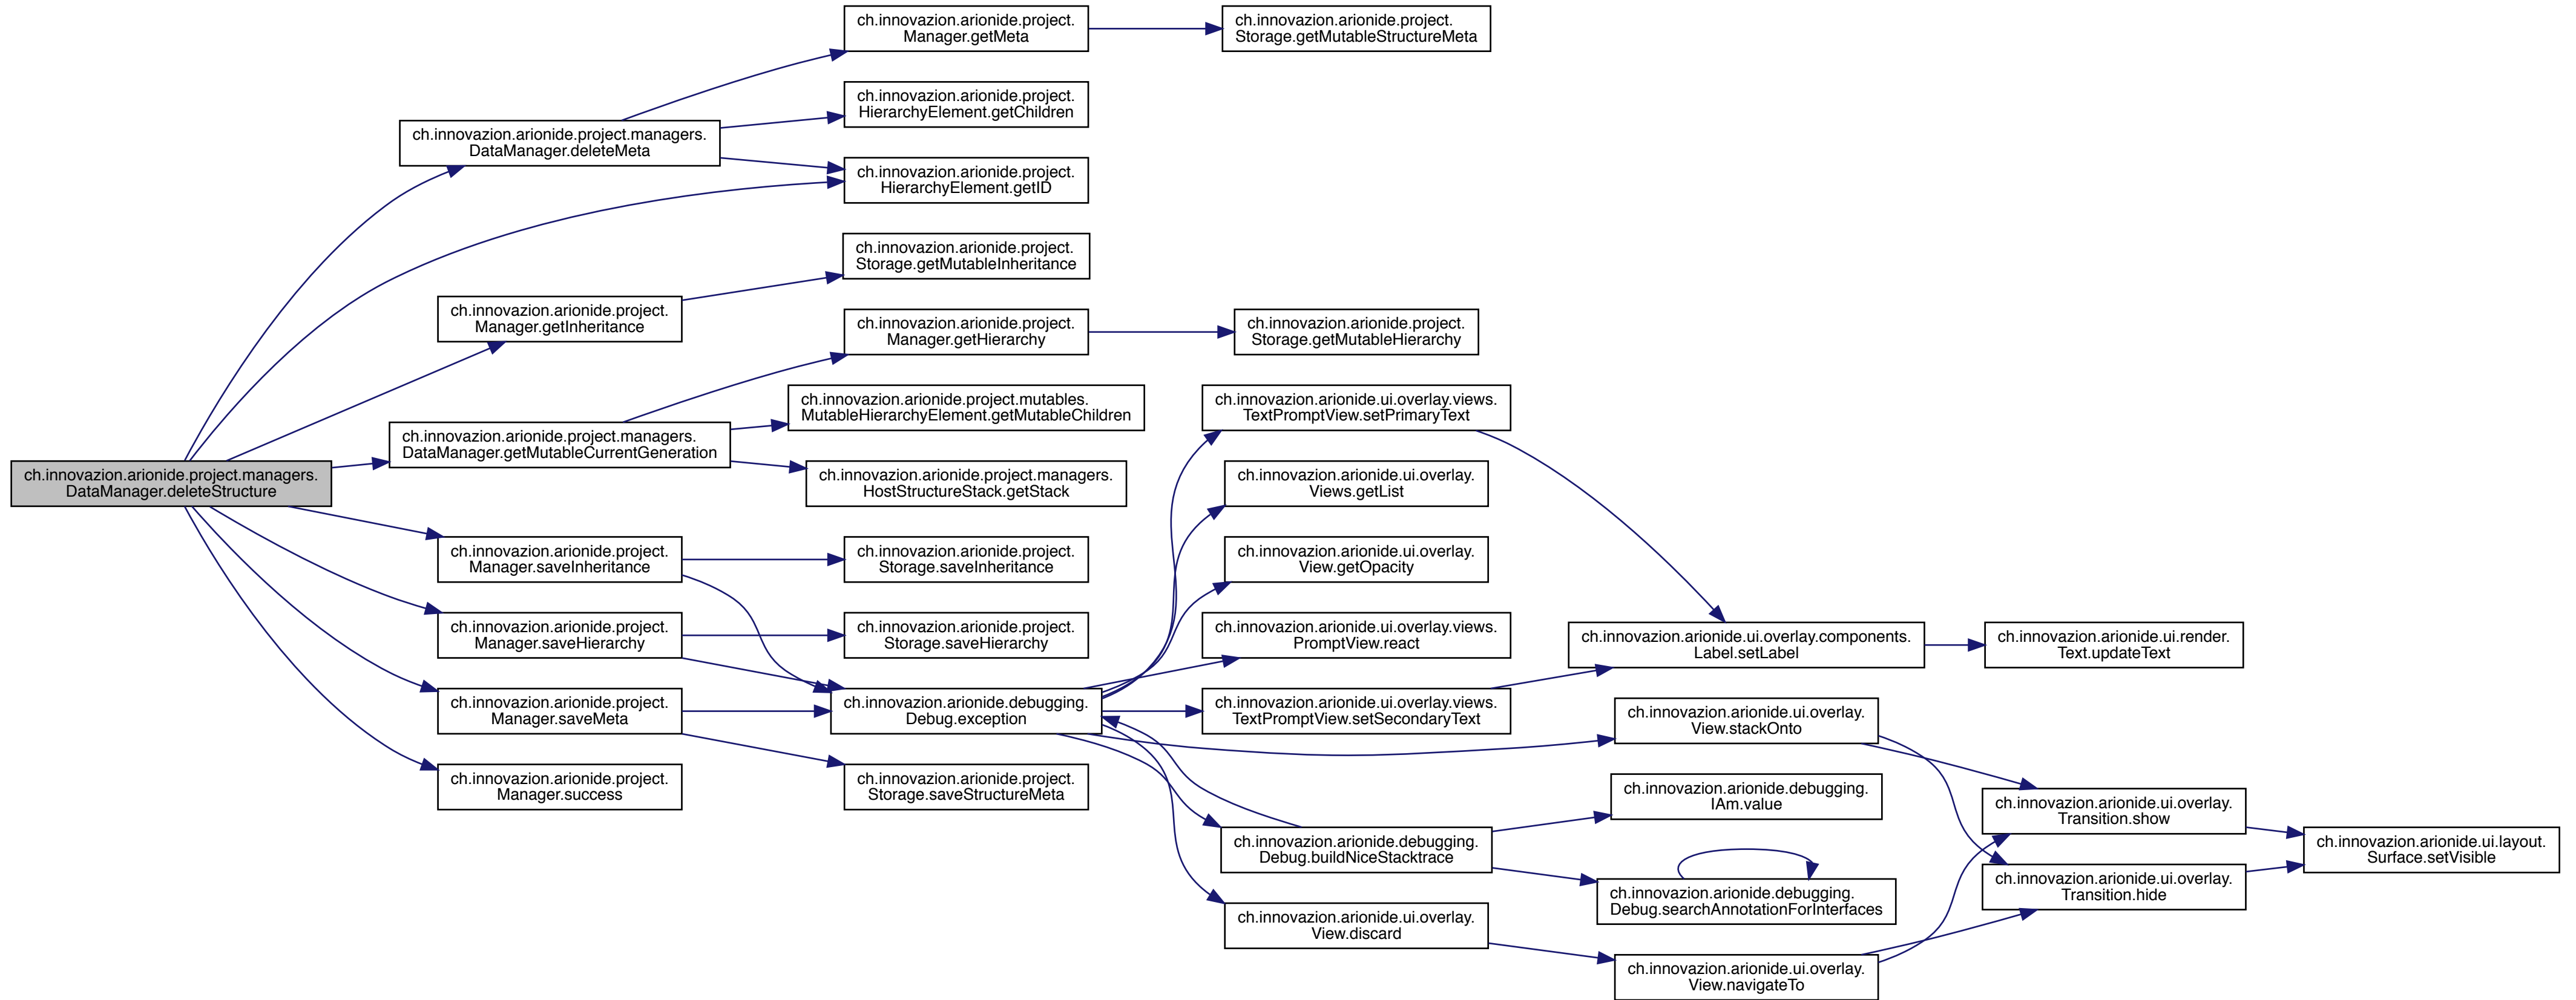 ch.innovazion.arionide.project.managers.
DataManager.deleteStructure
ch.innovazion.arionide.project.managers.
DataManager.deleteMeta
ch.innovazion.arionide.project.
Manager.getMeta
ch.innovazion.arionide.project.
Storage.getMutableStructureMeta
ch.innovazion.arionide.project.
HierarchyElement.getChildren
ch.innovazion.arionide.project.
HierarchyElement.getID
ch.innovazion.arionide.project.
Manager.getInheritance
ch.innovazion.arionide.project.
Storage.getMutableInheritance
ch.innovazion.arionide.project.managers.
DataManager.getMutableCurrentGeneration
ch.innovazion.arionide.project.
Manager.getHierarchy
ch.innovazion.arionide.project.
Storage.getMutableHierarchy
ch.innovazion.arionide.project.mutables.
MutableHierarchyElement.getMutableChildren
ch.innovazion.arionide.project.managers.
HostStructureStack.getStack
ch.innovazion.arionide.project.
Manager.saveInheritance
ch.innovazion.arionide.project.
Storage.saveInheritance
ch.innovazion.arionide.project.
Manager.saveHierarchy
ch.innovazion.arionide.project.
Storage.saveHierarchy
ch.innovazion.arionide.project.
Manager.saveMeta
ch.innovazion.arionide.debugging.
Debug.exception
ch.innovazion.arionide.project.
Storage.saveStructureMeta
ch.innovazion.arionide.project.
Manager.success
ch.innovazion.arionide.ui.overlay.views.
TextPromptView.setPrimaryText
ch.innovazion.arionide.ui.overlay.
Views.getList
ch.innovazion.arionide.ui.overlay.
View.getOpacity
ch.innovazion.arionide.ui.overlay.views.
PromptView.react
ch.innovazion.arionide.ui.overlay.views.
TextPromptView.setSecondaryText
ch.innovazion.arionide.ui.overlay.components.
Label.setLabel
ch.innovazion.arionide.ui.render.
Text.updateText
ch.innovazion.arionide.ui.overlay.
View.stackOnto
ch.innovazion.arionide.debugging.
Debug.buildNiceStacktrace
ch.innovazion.arionide.debugging.
IAm.value
ch.innovazion.arionide.debugging.
Debug.searchAnnotationForInterfaces
ch.innovazion.arionide.ui.overlay.
View.discard
ch.innovazion.arionide.ui.overlay.
View.navigateTo
ch.innovazion.arionide.ui.overlay.
Transition.show
ch.innovazion.arionide.ui.overlay.
Transition.hide
ch.innovazion.arionide.ui.layout.
Surface.setVisible